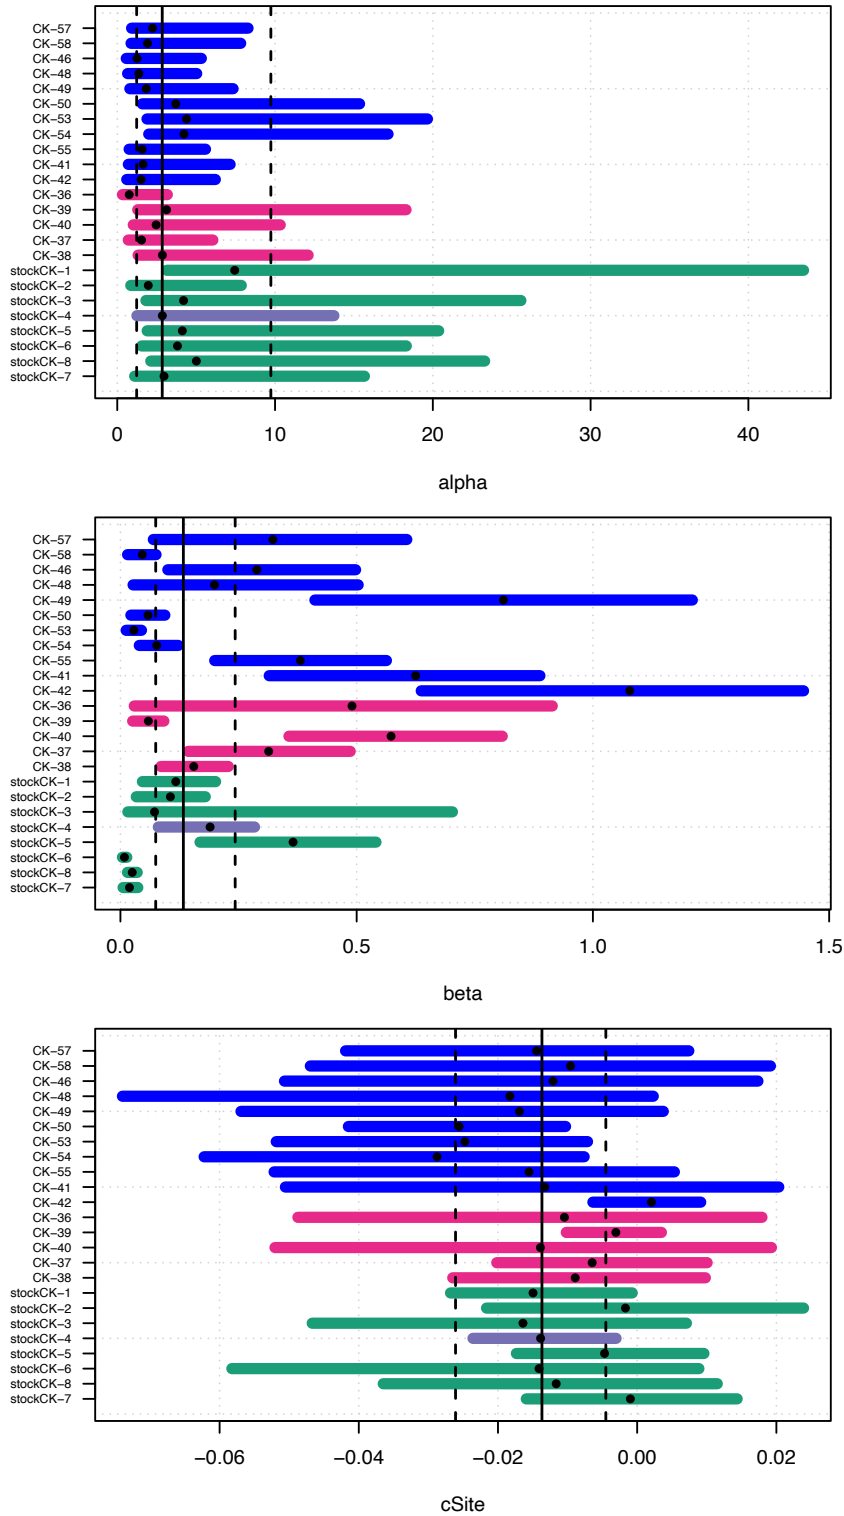 CK−57
CK−58
CK−46
CK−48
CK−49
CK−50
CK−53
CK−54
CK−55
CK−41
CK−42
CK−36
CK−39
CK−40
CK−37
CK−38
stockCK−1
stockCK−2
stockCK−3
stockCK−4
stockCK−5
stockCK−6
stockCK−8
stockCK−7
0 10 20 30 40
alpha
CK−57
CK−58
CK−46
CK−48
CK−49
CK−50
CK−53
CK−54
CK−55
CK−41
CK−42
CK−36
CK−39
CK−40
CK−37
CK−38
stockCK−1
stockCK−2
stockCK−3
stockCK−4
stockCK−5
stockCK−6
stockCK−8
stockCK−7
0.0 0.5 1.0 1.5
beta
CK−57
CK−58
CK−46
CK−48
CK−49
CK−50
CK−53
CK−54
CK−55
CK−41
CK−42
CK−36
CK−39
CK−40
CK−37
CK−38
stockCK−1
stockCK−2
stockCK−3
stockCK−4
stockCK−5
stockCK−6
stockCK−8
stockCK−7
−0.06 −0.04 −0.02 0.00 0.02
cSite